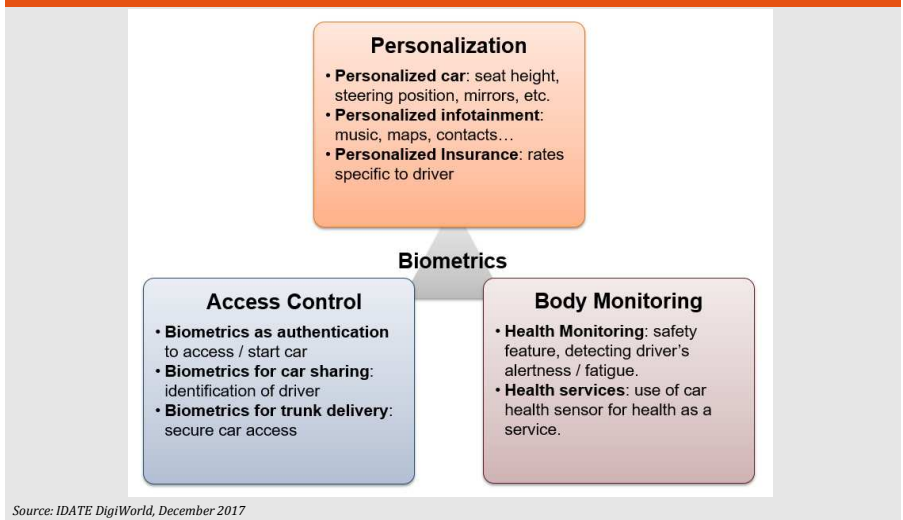 Personalization
• Personalized car: seat height,
steering position, mirrors, etc.
• Personalized infotainment:
music, maps, contacts…
• Personalized Insurance: rates
specific to driver
Biometrics
Access Control
• Biometrics as authentication
to access / start car
• Biometrics for car sharing:
identification of driver
• Biometrics for trunk delivery:
secure car access
Body Monitoring
• Health Monitoring: safety
feature, detecting driver’s
alertness / fatigue.
• Health services: use of car
health sensor for health as a
service.
Source: IDATE DigiWorld, December 2017